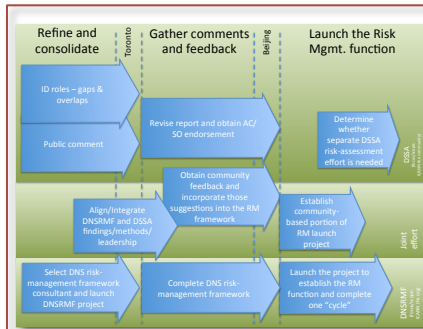 Refine and
consolidate
Toronto
Gather comments
and feedback
Beijing
Launch the Risk
Mgmt. function
ID roles – gaps &
overlaps
Public comment
Revise report and obtain AC/
SO endorsement
Determine
whether
separate DSSA
risk-assessment
effort is needed
DSSA
Obtain community
feedback and
incorporate those
suggestions into the RM
framework
Align/Integrate
DNSRMF and DSSA
findings/methods/
leadership
Establish
community-
based portion of
RM launch
project
Joint
effort
Select DNS risk-
management framework
consultant and launch
DNSRMF project
Complete DNS risk-
management framework
Launch the project to
establish the RM
function and complete
one "cycle"
DNSRMF